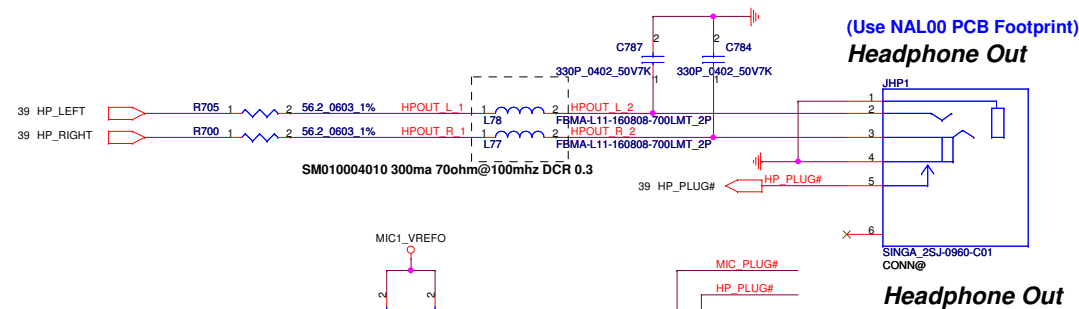 (Use NAL00 PCB Footprint)
Headphone Out
2 C787 2 C784
330P_0402_50V7K 330P_0402_50V7K
1 1
JHP1
39 HP_LEFT R705 1 2 56.2_0603_1% HPOUT_L_1 1 2 HPOUT_L_2 1
2
L78 FBMA-L11-160808-700LMT_2P
39 HP_RIGHT R700 1 2 56.2_0603_1% HPOUT_R_1 1 2 HPOUT_R_2 3
L77 FBMA-L11-160808-700LMT_2P
4
SM010004010 300ma 70ohm@100mhz DCR 0.3
39 HP_PLUG# HP_PLUG# 5
6
MIC1_VREFO
SINGA_2SJ-0960-C01
CONN@
MIC_PLUG#
HP_PLUG#
2 2
Headphone Out